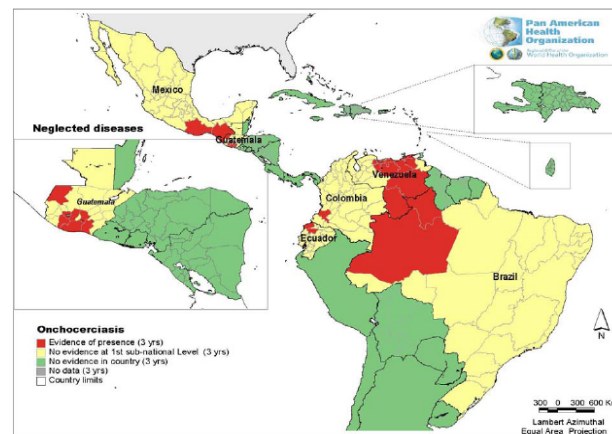 Pan American
Health
Organization
World Health Organization
Mexico
Neglected diseases
Guatemala
Guatemala
Venezuela
Colombia
Ecuador
Brazil
Onchocerciasis
Evidence of presence (3 yrs)
No evidence at 1st sub-national Level (3 yrs)
No evidence in country (3 yrs)
No data (3 yrs)
Country limits
N
300 0 300 600 K
Lambert Azimuthal
Equal Area Projection